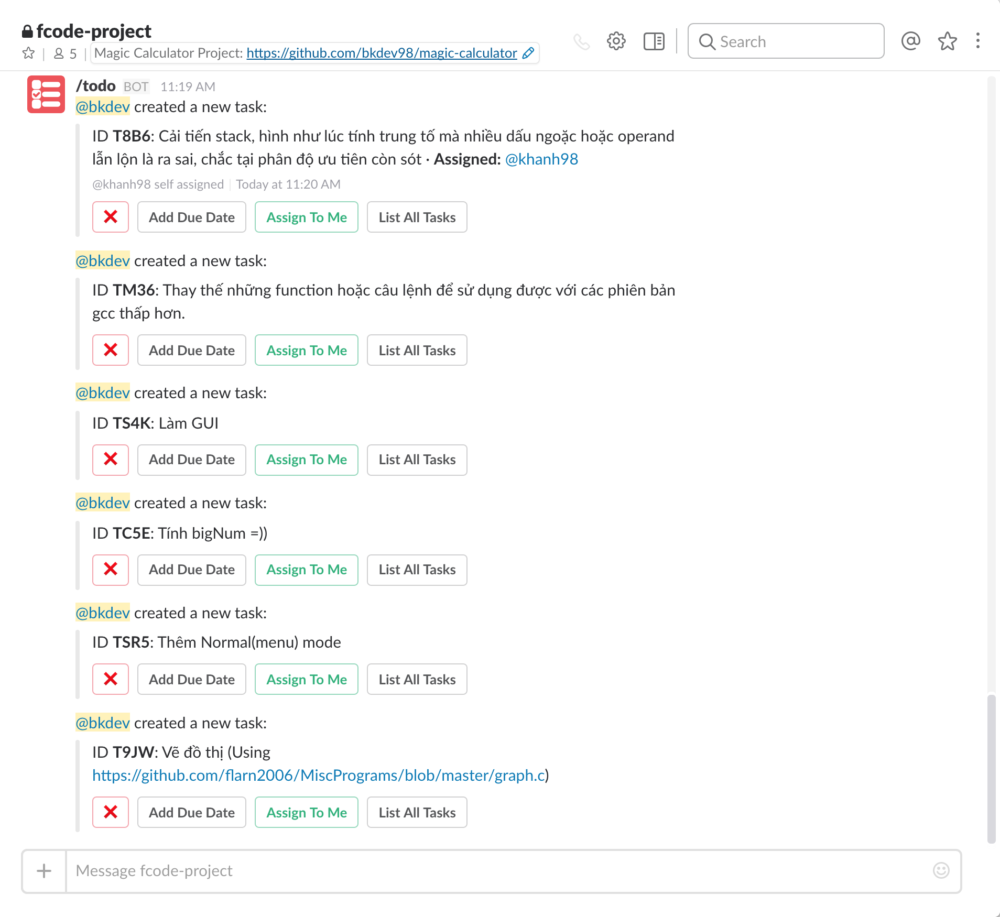 fcode-project
5 Magic Calculator Project: https://github.com/bkdev98/magic-calculator
Search
/todo BOT 11:19 AM
@bkdev created a new task:
ID T8B6: Cải tiến stack, hình như lúc tính trung tố mà nhiều dấu ngoặc hoặc operand
lẫn lộn là ra sai, chắc tại phân độ ưu tiên còn sót · Assigned: @khanh98
@khanh98 self assigned Today at 11:20 AM
Add Due Date Assign To Me List All Tasks
@bkdev created a new task:
ID TM36: Thay thế những function hoặc câu lệnh để sử dụng được với các phiên bản
gcc thấp hơn.
Add Due Date Assign To Me List All Tasks
@bkdev created a new task:
ID TS4K: Làm GUI
Add Due Date Assign To Me List All Tasks
@bkdev created a new task:
ID TC5E: Tính bigNum =))
Add Due Date Assign To Me List All Tasks
@bkdev created a new task:
ID TSR5: Thêm Normal(menu) mode
Add Due Date Assign To Me List All Tasks
@bkdev created a new task:
ID T9JW: Vẽ đồ thị (Using
https://github.com/flarn2006/MiscPrograms/blob/master/graph.c)
Add Due Date Assign To Me List All Tasks
Message fcode-project